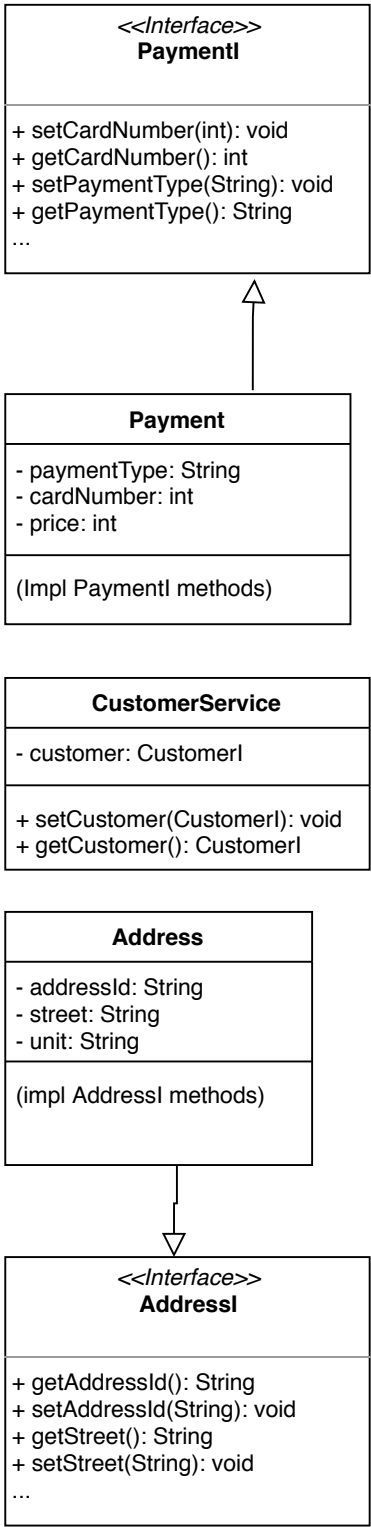 <<Interface>>
PaymentI
+ setCardNumber(int): void
+ getCardNumber(): int
+ setPaymentType(String): void
+ getPaymentType(): String
...
Payment
- paymentType: String
- cardNumber: int
- price: int
(Impl PaymentI methods)
CustomerService
- customer: CustomerI
+ setCustomer(CustomerI): void
+ getCustomer(): CustomerI
Address
- addressId: String
- street: String
- unit: String
(impl AddressI methods)
<<Interface>>
AddressI
+ getAddressId(): String
+ setAddressId(String): void
+ getStreet(): String
+ setStreet(String): void
...